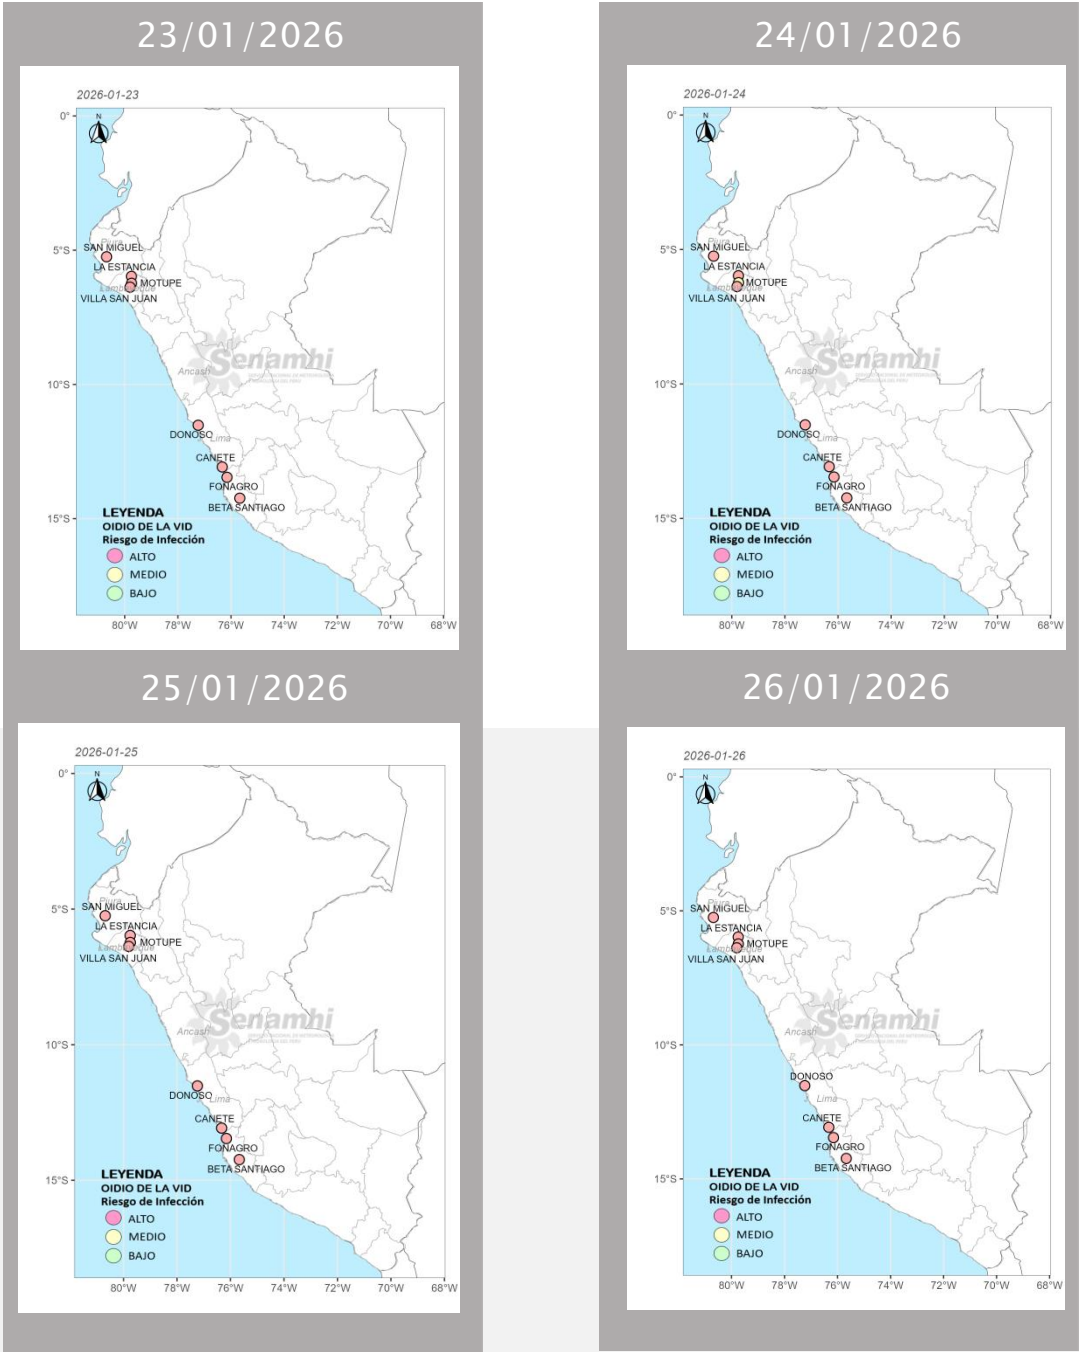 23/01/2026
2026-01-23
N
0°
5°S
10°S
15°S
Piura
SAN MIGUEL
LA ESTANCIA
MOTUPE
Lambayeque
VILLA SAN JUAN
Senamhi
Ancash
DONOSO
Lima
CANETE
FONAGRO
BETA SANTIAGO
LEYENDA
OIDIO DE LA VID
Riesgo de Infección
ALTO
MEDIO
BAJO
80°W 78°W 76°W 74°W 72°W 70°W 68°W
24/01/2026
2026-01-24
N
0°
5°S
10°S
15°S
Piura
SAN MIGUEL
LA ESTANCIA
MOTUPE
Lambayeque
VILLA SAN JUAN
Senamhi
Ancash
DONOSO
Lima
CANETE
FONAGRO
BETA SANTIAGO
LEYENDA
OIDIO DE LA VID
Riesgo de Infección
ALTO
MEDIO
BAJO
80°W 78°W 76°W 74°W 72°W 70°W 68°W
25/01/2026
2026-01-25
N
0°
5°S
10°S
15°S
Piura
SAN MIGUEL
LA ESTANCIA
MOTUPE
Lambayeque
VILLA SAN JUAN
Senamhi
Ancash
DONOSO
Lima
CANETE
FONAGRO
BETA SANTIAGO
LEYENDA
OIDIO DE LA VID
Riesgo de Infección
ALTO
MEDIO
BAJO
80°W 78°W 76°W 74°W 72°W 70°W 68°W
26/01/2026
2026-01-26
N
0°
5°S
10°S
15°S
Piura
SAN MIGUEL
LA ESTANCIA
MOTUPE
Lambayeque
VILLA SAN JUAN
Senamhi
Ancash
DONOSO
Lima
CANETE
FONAGRO
BETA SANTIAGO
LEYENDA
OIDIO DE LA VID
Riesgo de Infección
ALTO
MEDIO
BAJO
80°W 78°W 76°W 74°W 72°W 70°W 68°W